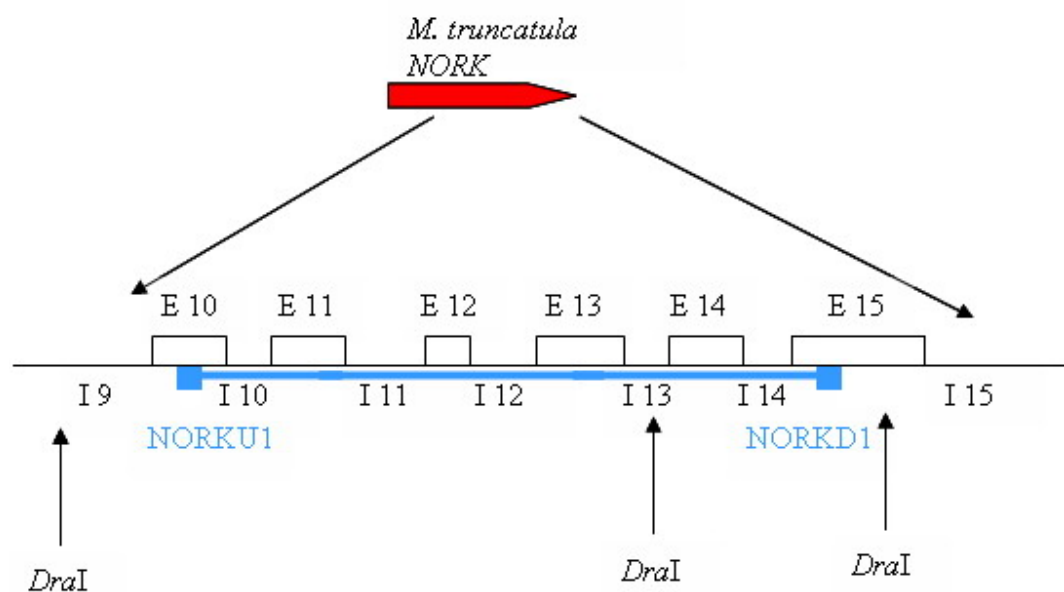 M. truncatula
NORK
E 10 E 11 E 12 E 13 E 14 E 15
I 9 I 10 I 11 I 12 I 13 I 14 I 15
NORKU1 NORKD1
DraI DraI DraI